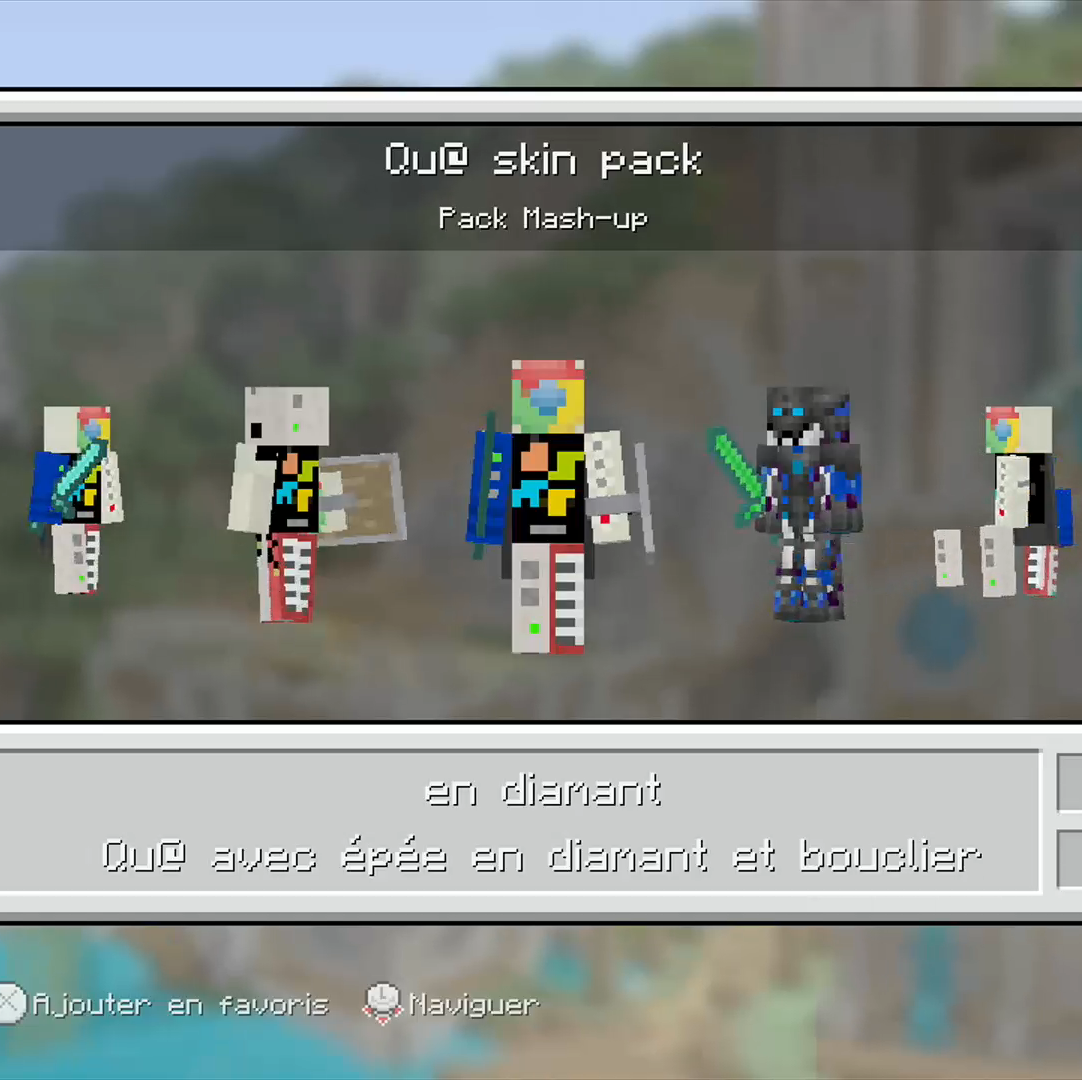 Qu@ skin pack
Pack Mash-up
en diamant
Qu@ avec épée en diamant et bouclier
Ajouter en favoris
Naviguer